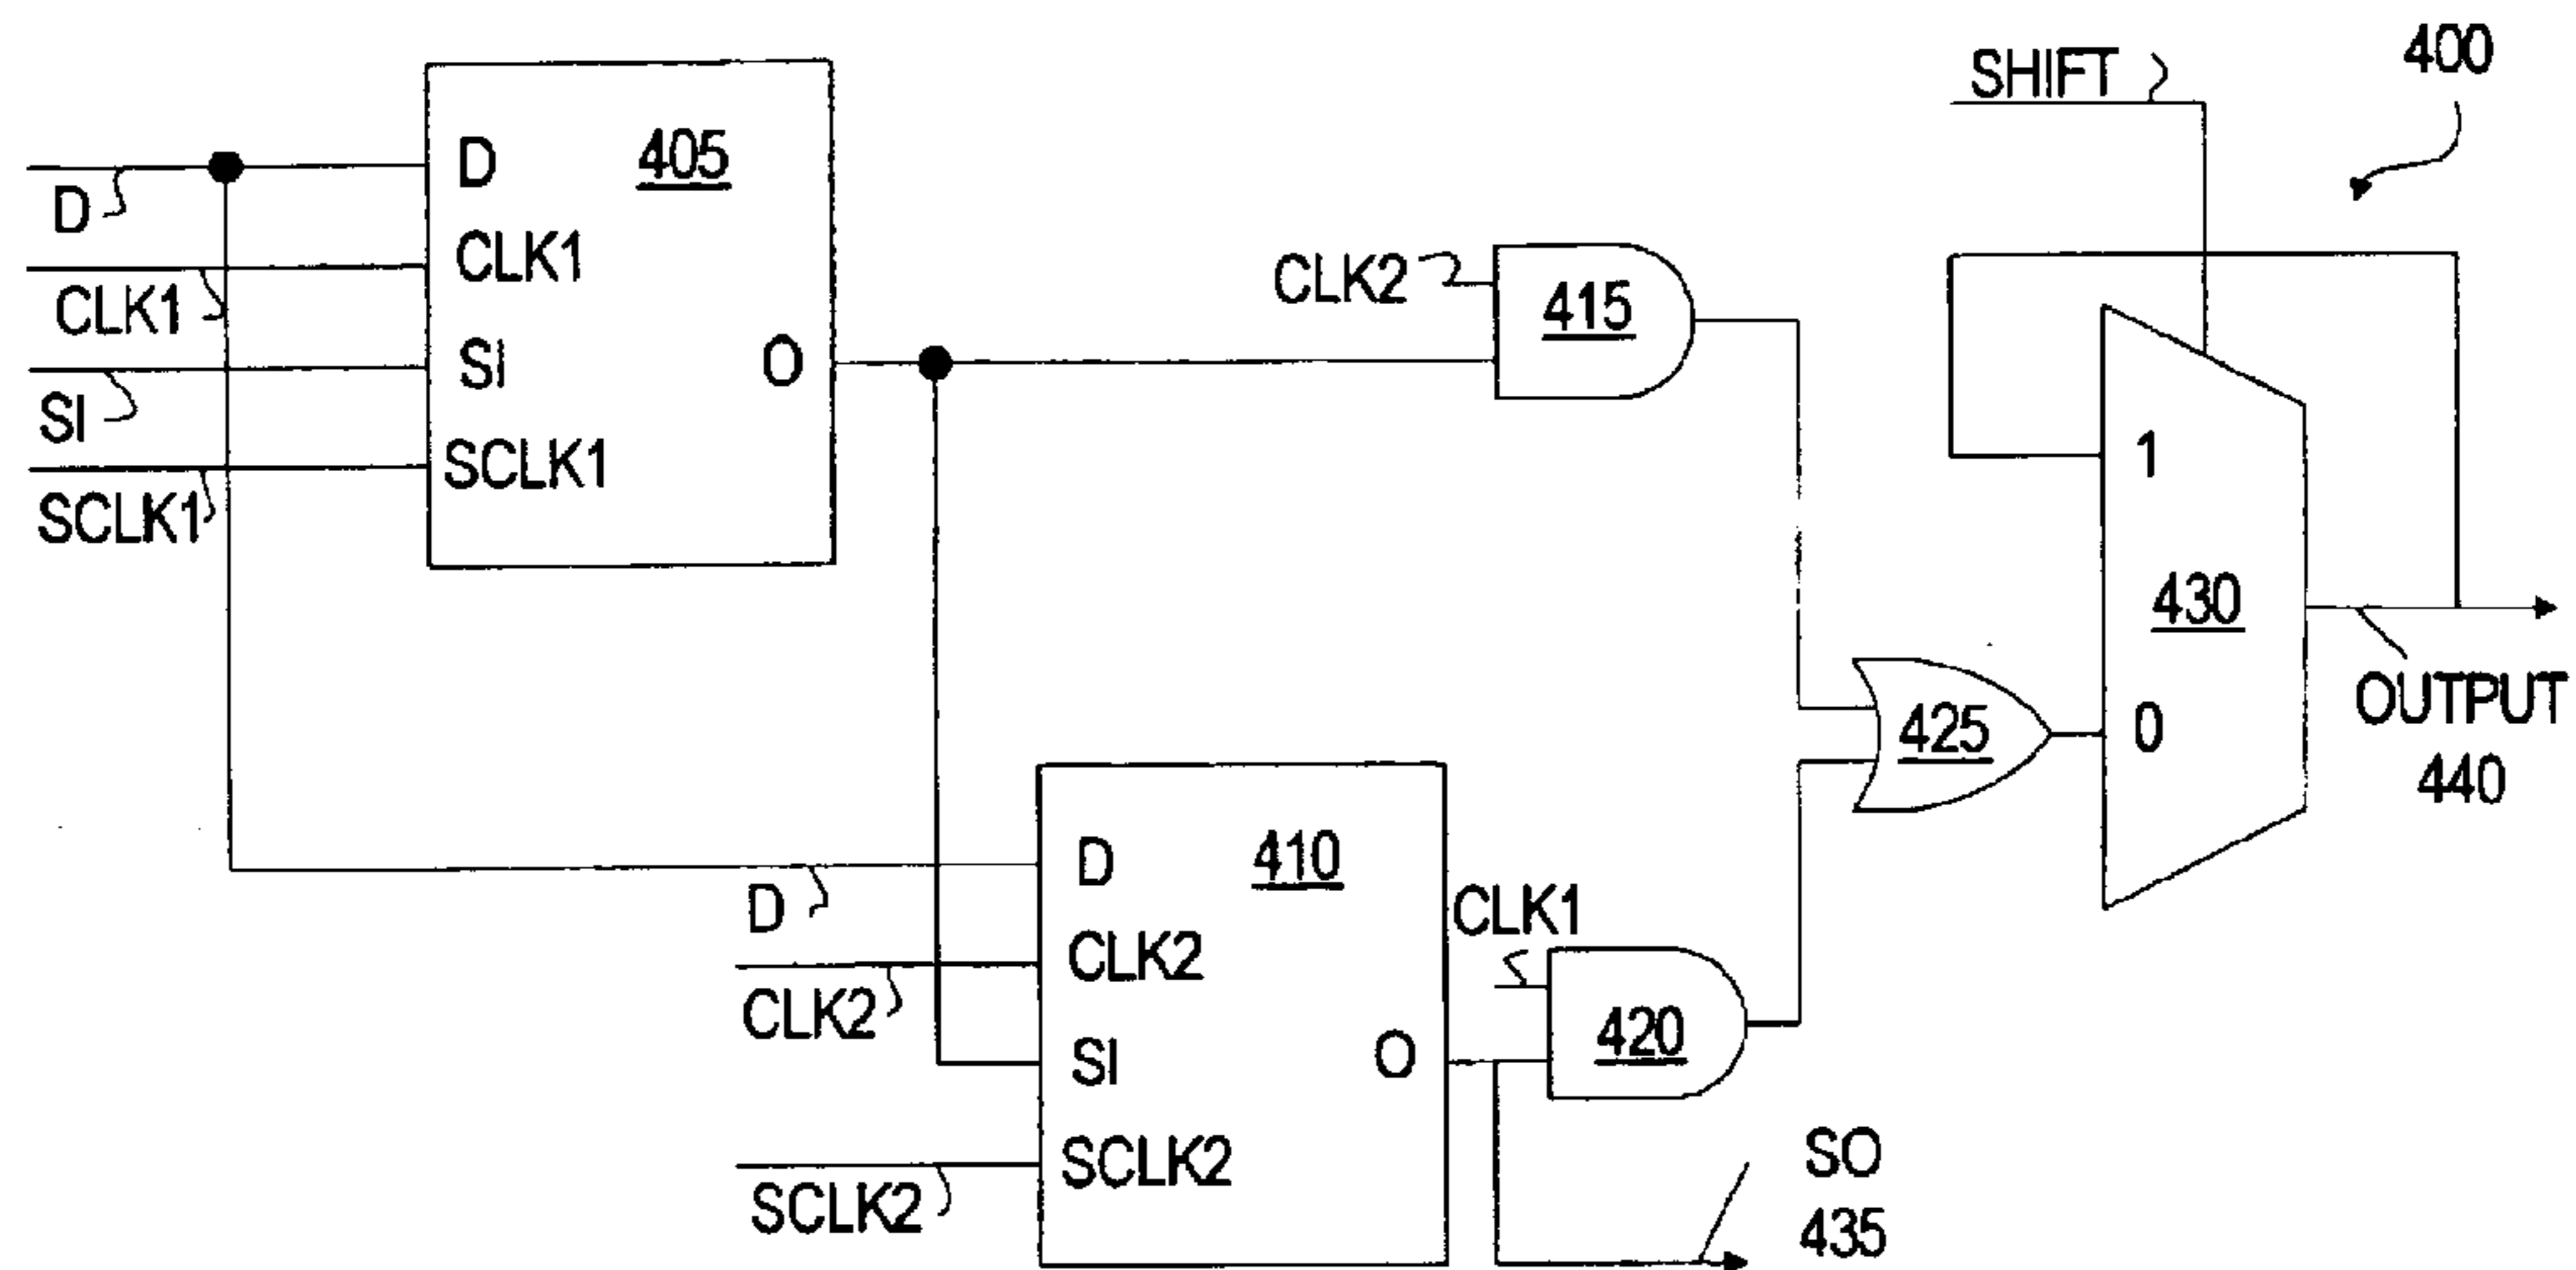 SHIFT
400
D
405
D
CLK1
CLK1
SI
O
SI
SCLK1
SCLK1
CLK2
415
1
430
0
425
OUTPUT
440
D
410
D
CLK2
CLK2
SI
O
SCLK2
SCLK2
CLK1
420
SO
435